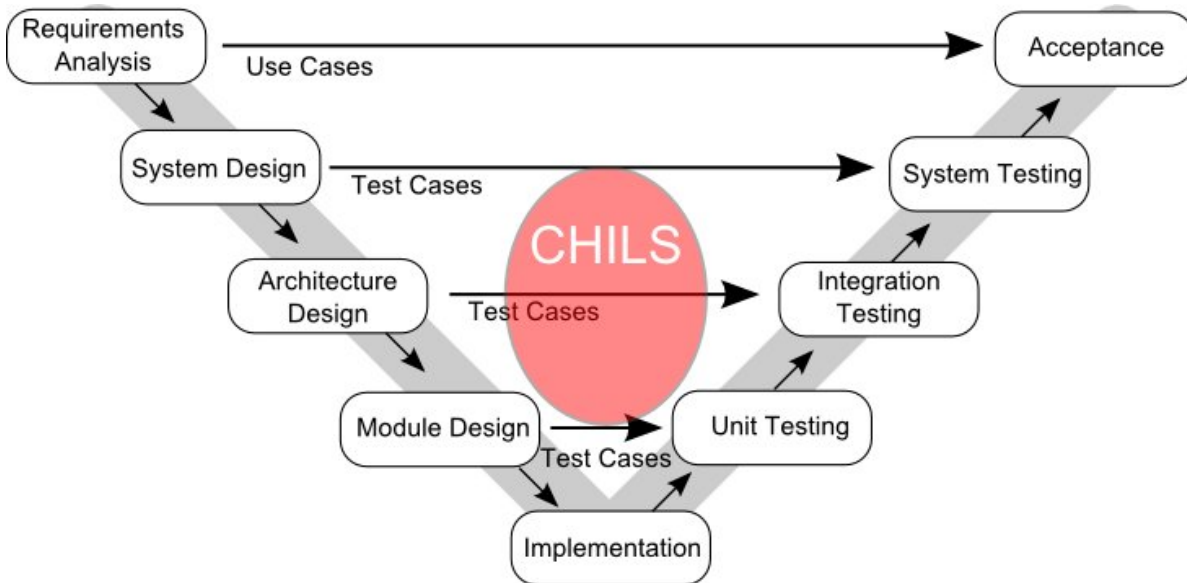 Requirements
Analysis
Use Cases
Acceptance
System Design
Test Cases
System Testing
CHILS
Architecture
Design
Test Cases
Integration
Testing
Module Design
Test Cases
Unit Testing
Implementation